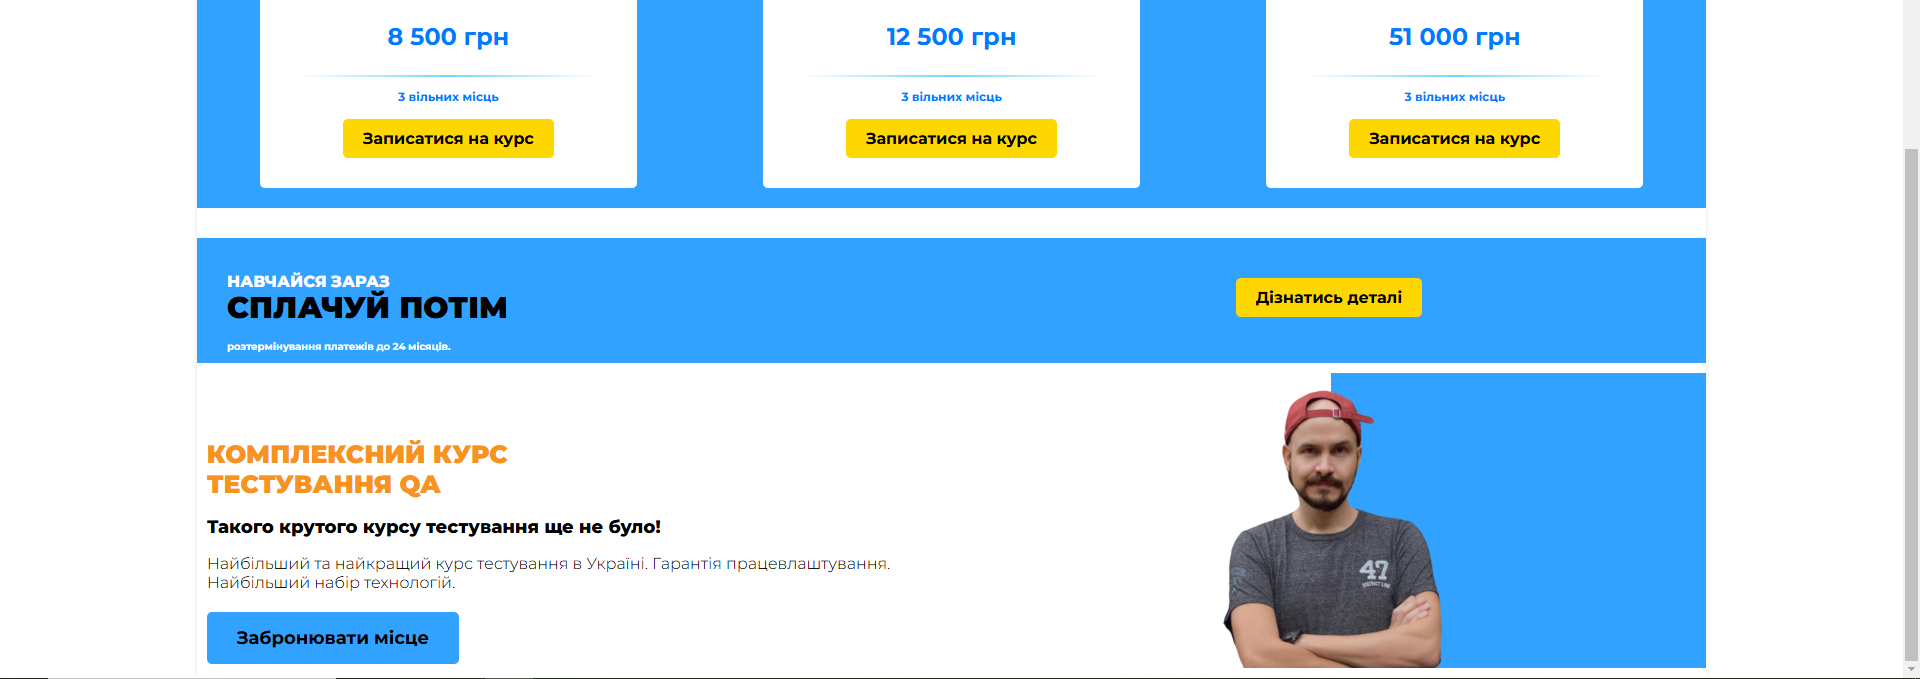 8 500 грн
12 500 грн
51 000 грн
3 вільних місць
3 вільних місць
3 вільних місць
Записатися на курс
Записатися на курс
Записатися на курс
НАВЧАЙСЯ ЗАРАЗ
СПЛАЧУЙ ПОТІМ
розтермінування платежів до 24 місяців.
Дізнатись деталі
КОМПЛЕКСНИЙ КУРС
ТЕСТУВАННЯ QA
Такого крутого курсу тестування ще не було!
Найбільший та найкращий курс тестування в Україні. Гарантія працевлаштування.
Найбільший набір технологій.
Забронювати місце
47